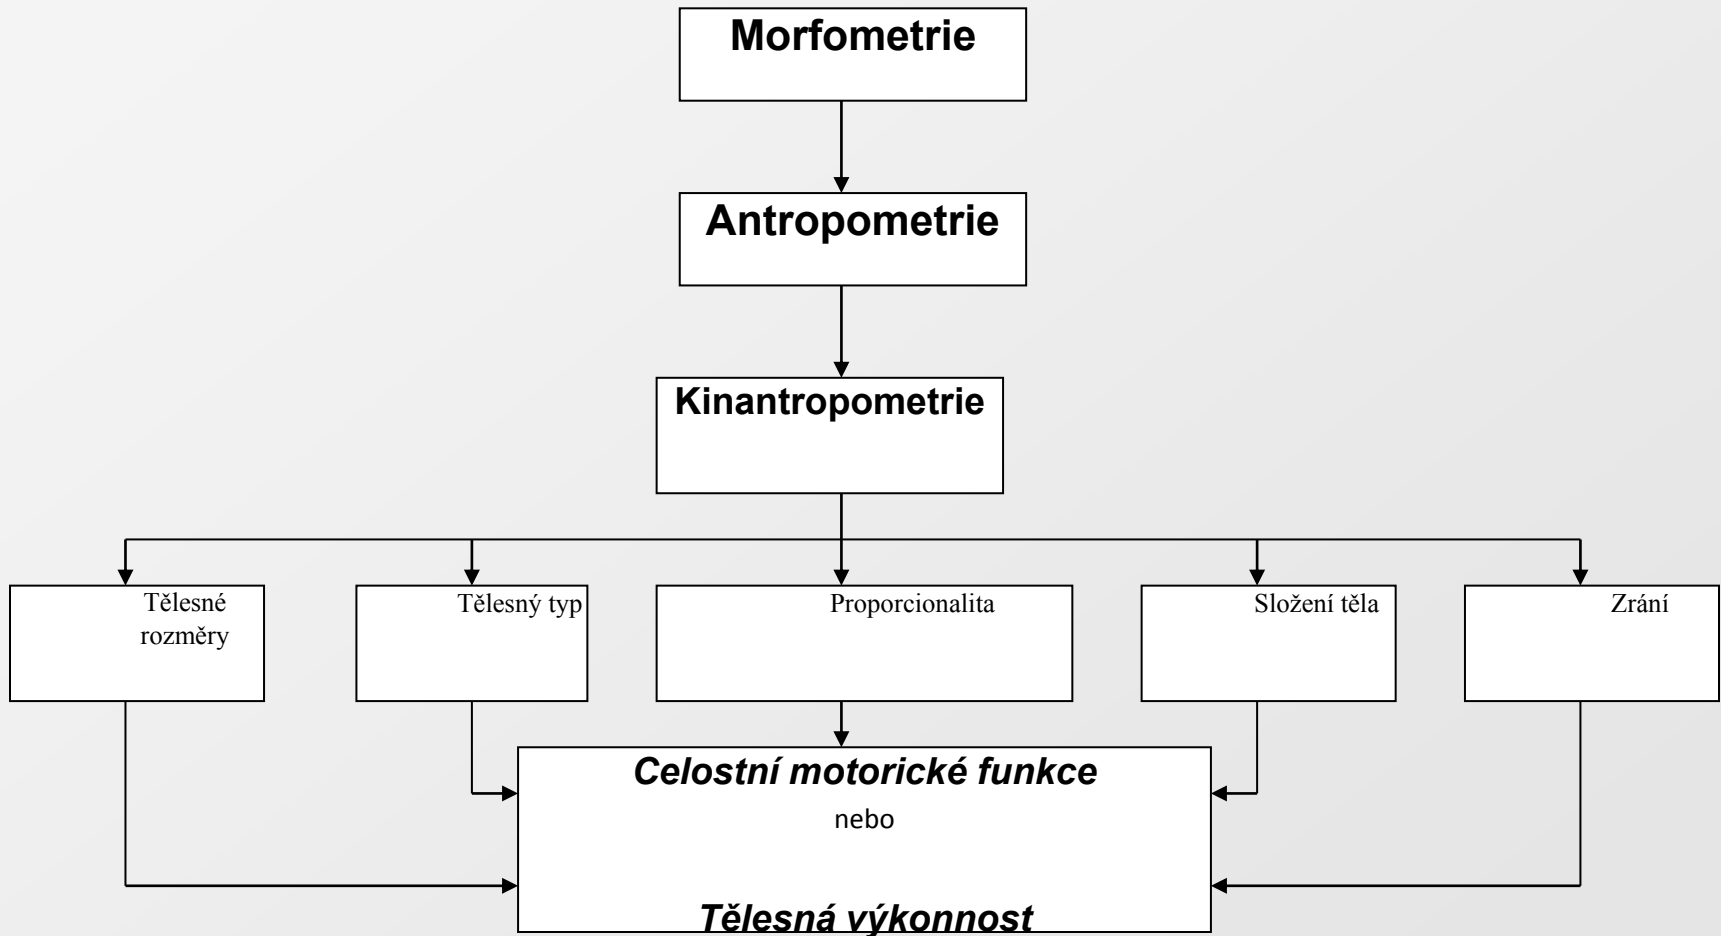 Morfometrie
Antropometrie
Kinantropometrie
Tělesné
rozměry
Tělesný typ
Proporcionalita
Složení těla
Zrání
Celostní motorické funkce
nebo
Tělesná výkonnost